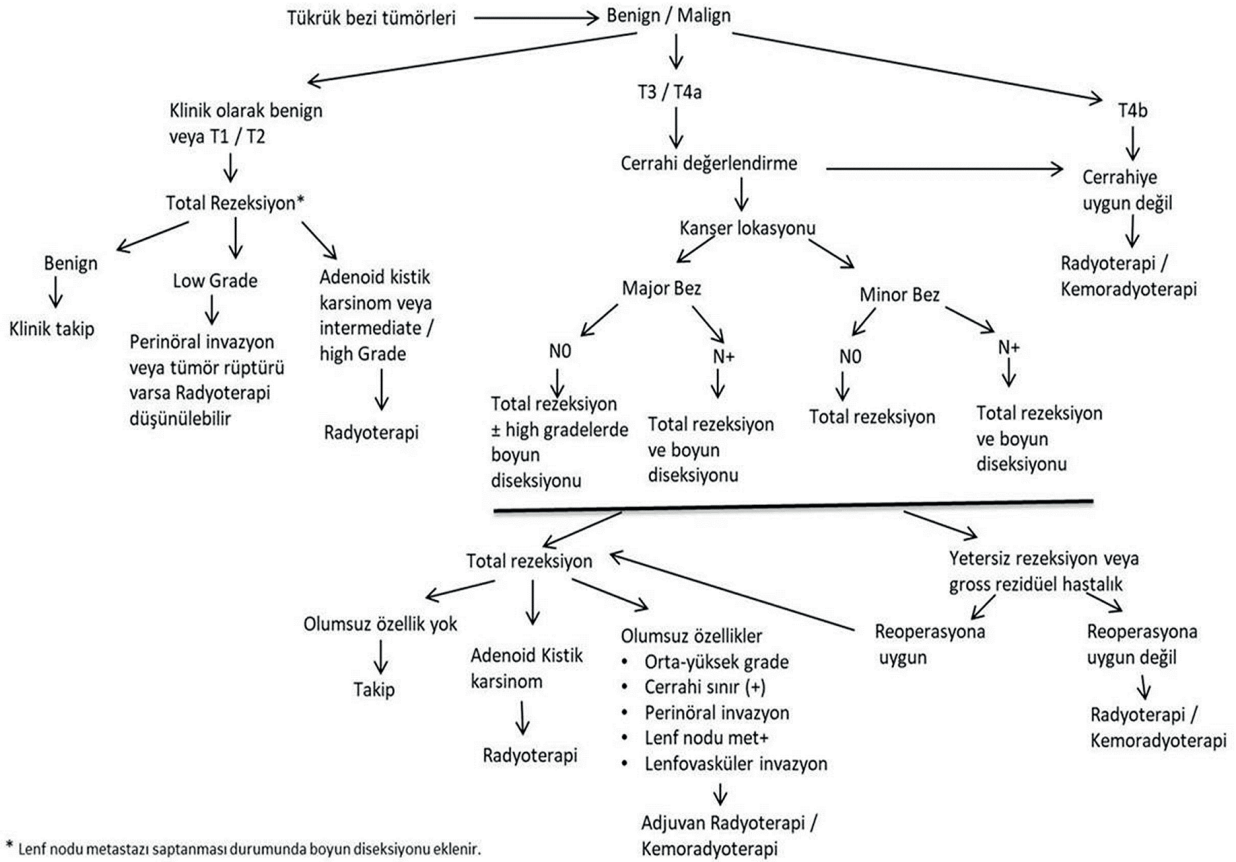 Tükrük bezi tümörleri
Benign / Malign
Klinik olarak benign
veya T1 / T2
Total Rezeksiyon*
Benign
Klinik takip
Low Grade
Perinöral invazyon
veya tümör rüptürü
varsa Radyoterapi
düşünülebilir
Adenoid kistik
karsinom veya
intermediate /
high Grade
Radyoterapi
T3 / T4a
Cerrahi değerlendirme
Kanser lokasyonu
Major Bez
N0
Total rezeksiyon
± high gradelerde
boyun
diseksiyonu
N+
Total rezeksiyon
ve boyun
diseksiyonu
Minor Bez
N0
Total rezeksiyon
N+
Total rezeksiyon
ve boyun
diseksiyonu
T4b
Cerrahiye
uygun değil
Radyoterapi /
Kemoradyoterapi
Total rezeksiyon
Olumsuz özellik yok
Takip
Adenoid Kistik
karsinom
Radyoterapi
Olumsuz özellikler
• Orta-yüksek grade
• Cerrahi sınır (+)
• Perinöral invazyon
• Lenf nodu met+
• Lenfovasküler invazyon
Adjuvan Radyoterapi /
Kemoradyoterapi
Yetersiz rezeksiyon veya
gross rezidüel hastalık
Reoperasyona
uygun
Reoperasyona
uygun değil
Radyoterapi /
Kemoradyoterapi
* Lenf nodu metastazı saptanması durumunda boyun diseksiyonu eklenir.